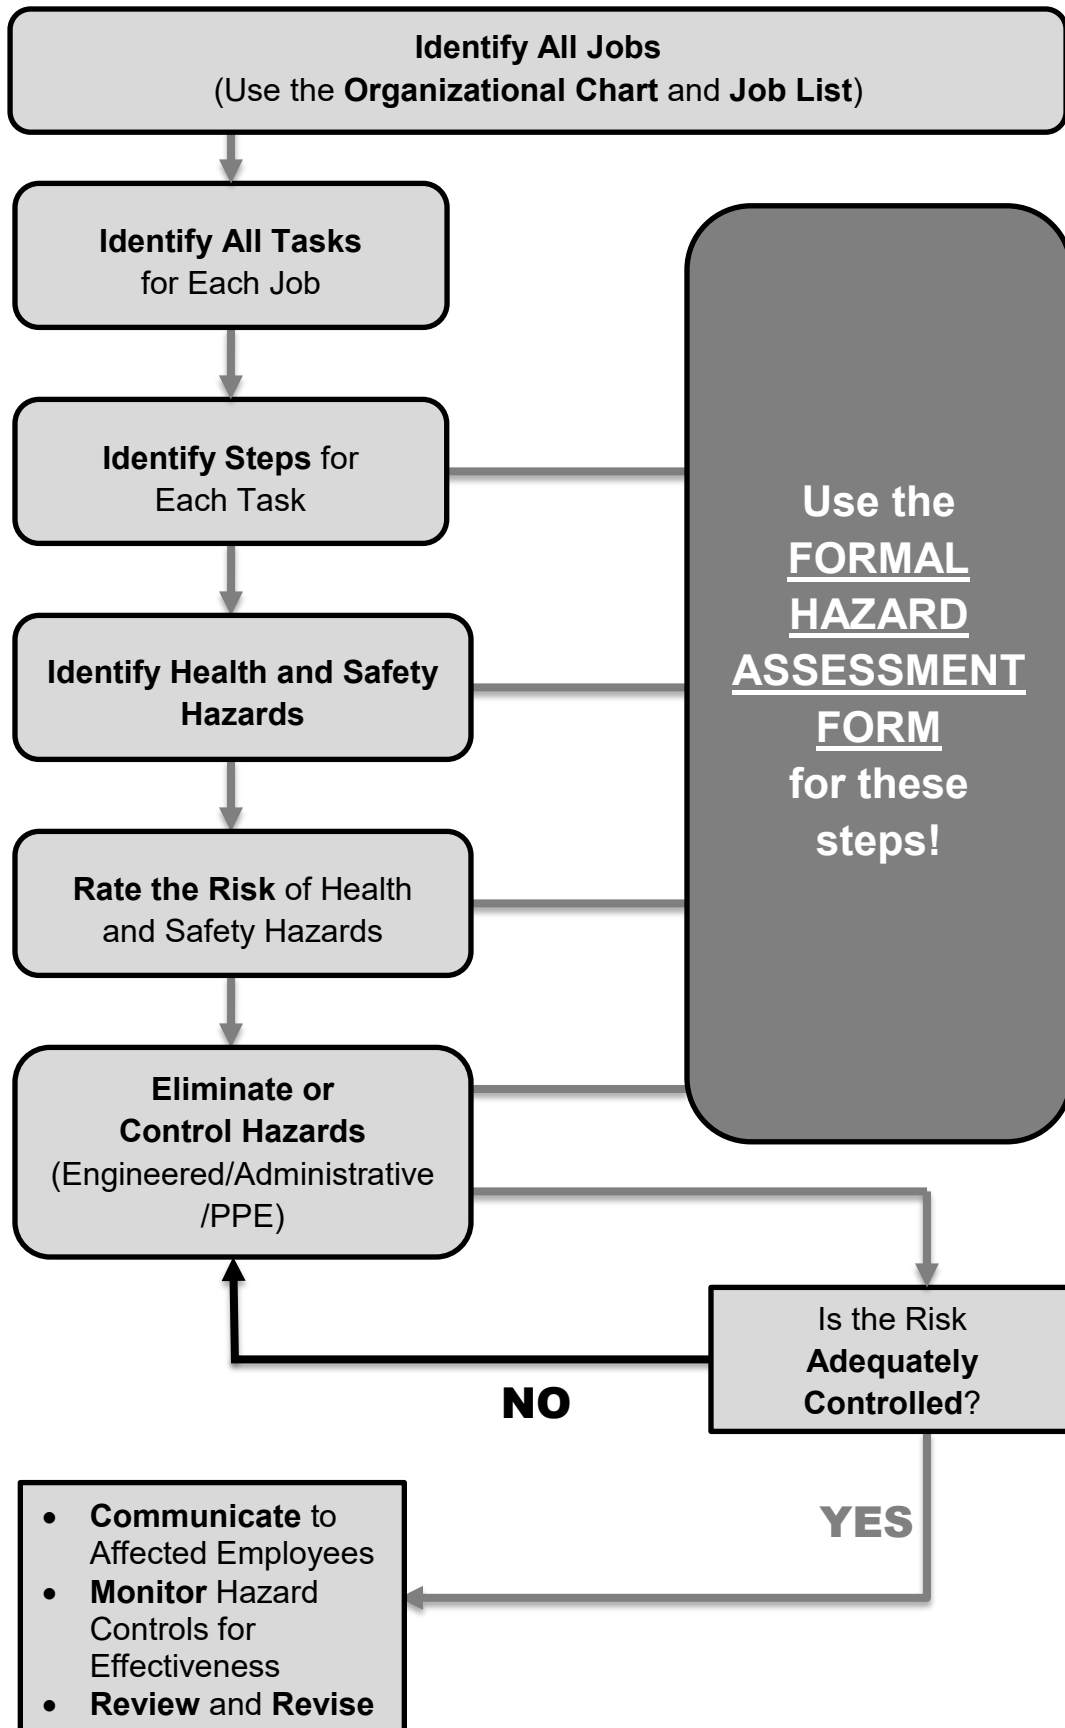 Identify All Jobs
(Use the Organizational Chart and Job List)
Identify All Tasks
for Each Job
Identify Steps for
Each Task
Identify Health and Safety
Hazards
Rate the Risk of Health
and Safety Hazards
Eliminate or
Control Hazards
(Engineered/Administrative
/PPE)
Use the
FORMAL
HAZARD
ASSESSMENT
FORM
for these
steps!
Is the Risk
Adequately
Controlled?
NO
YES
• Communicate to
Affected Employees
• Monitor Hazard
Controls for
Effectiveness
• Review and Revise